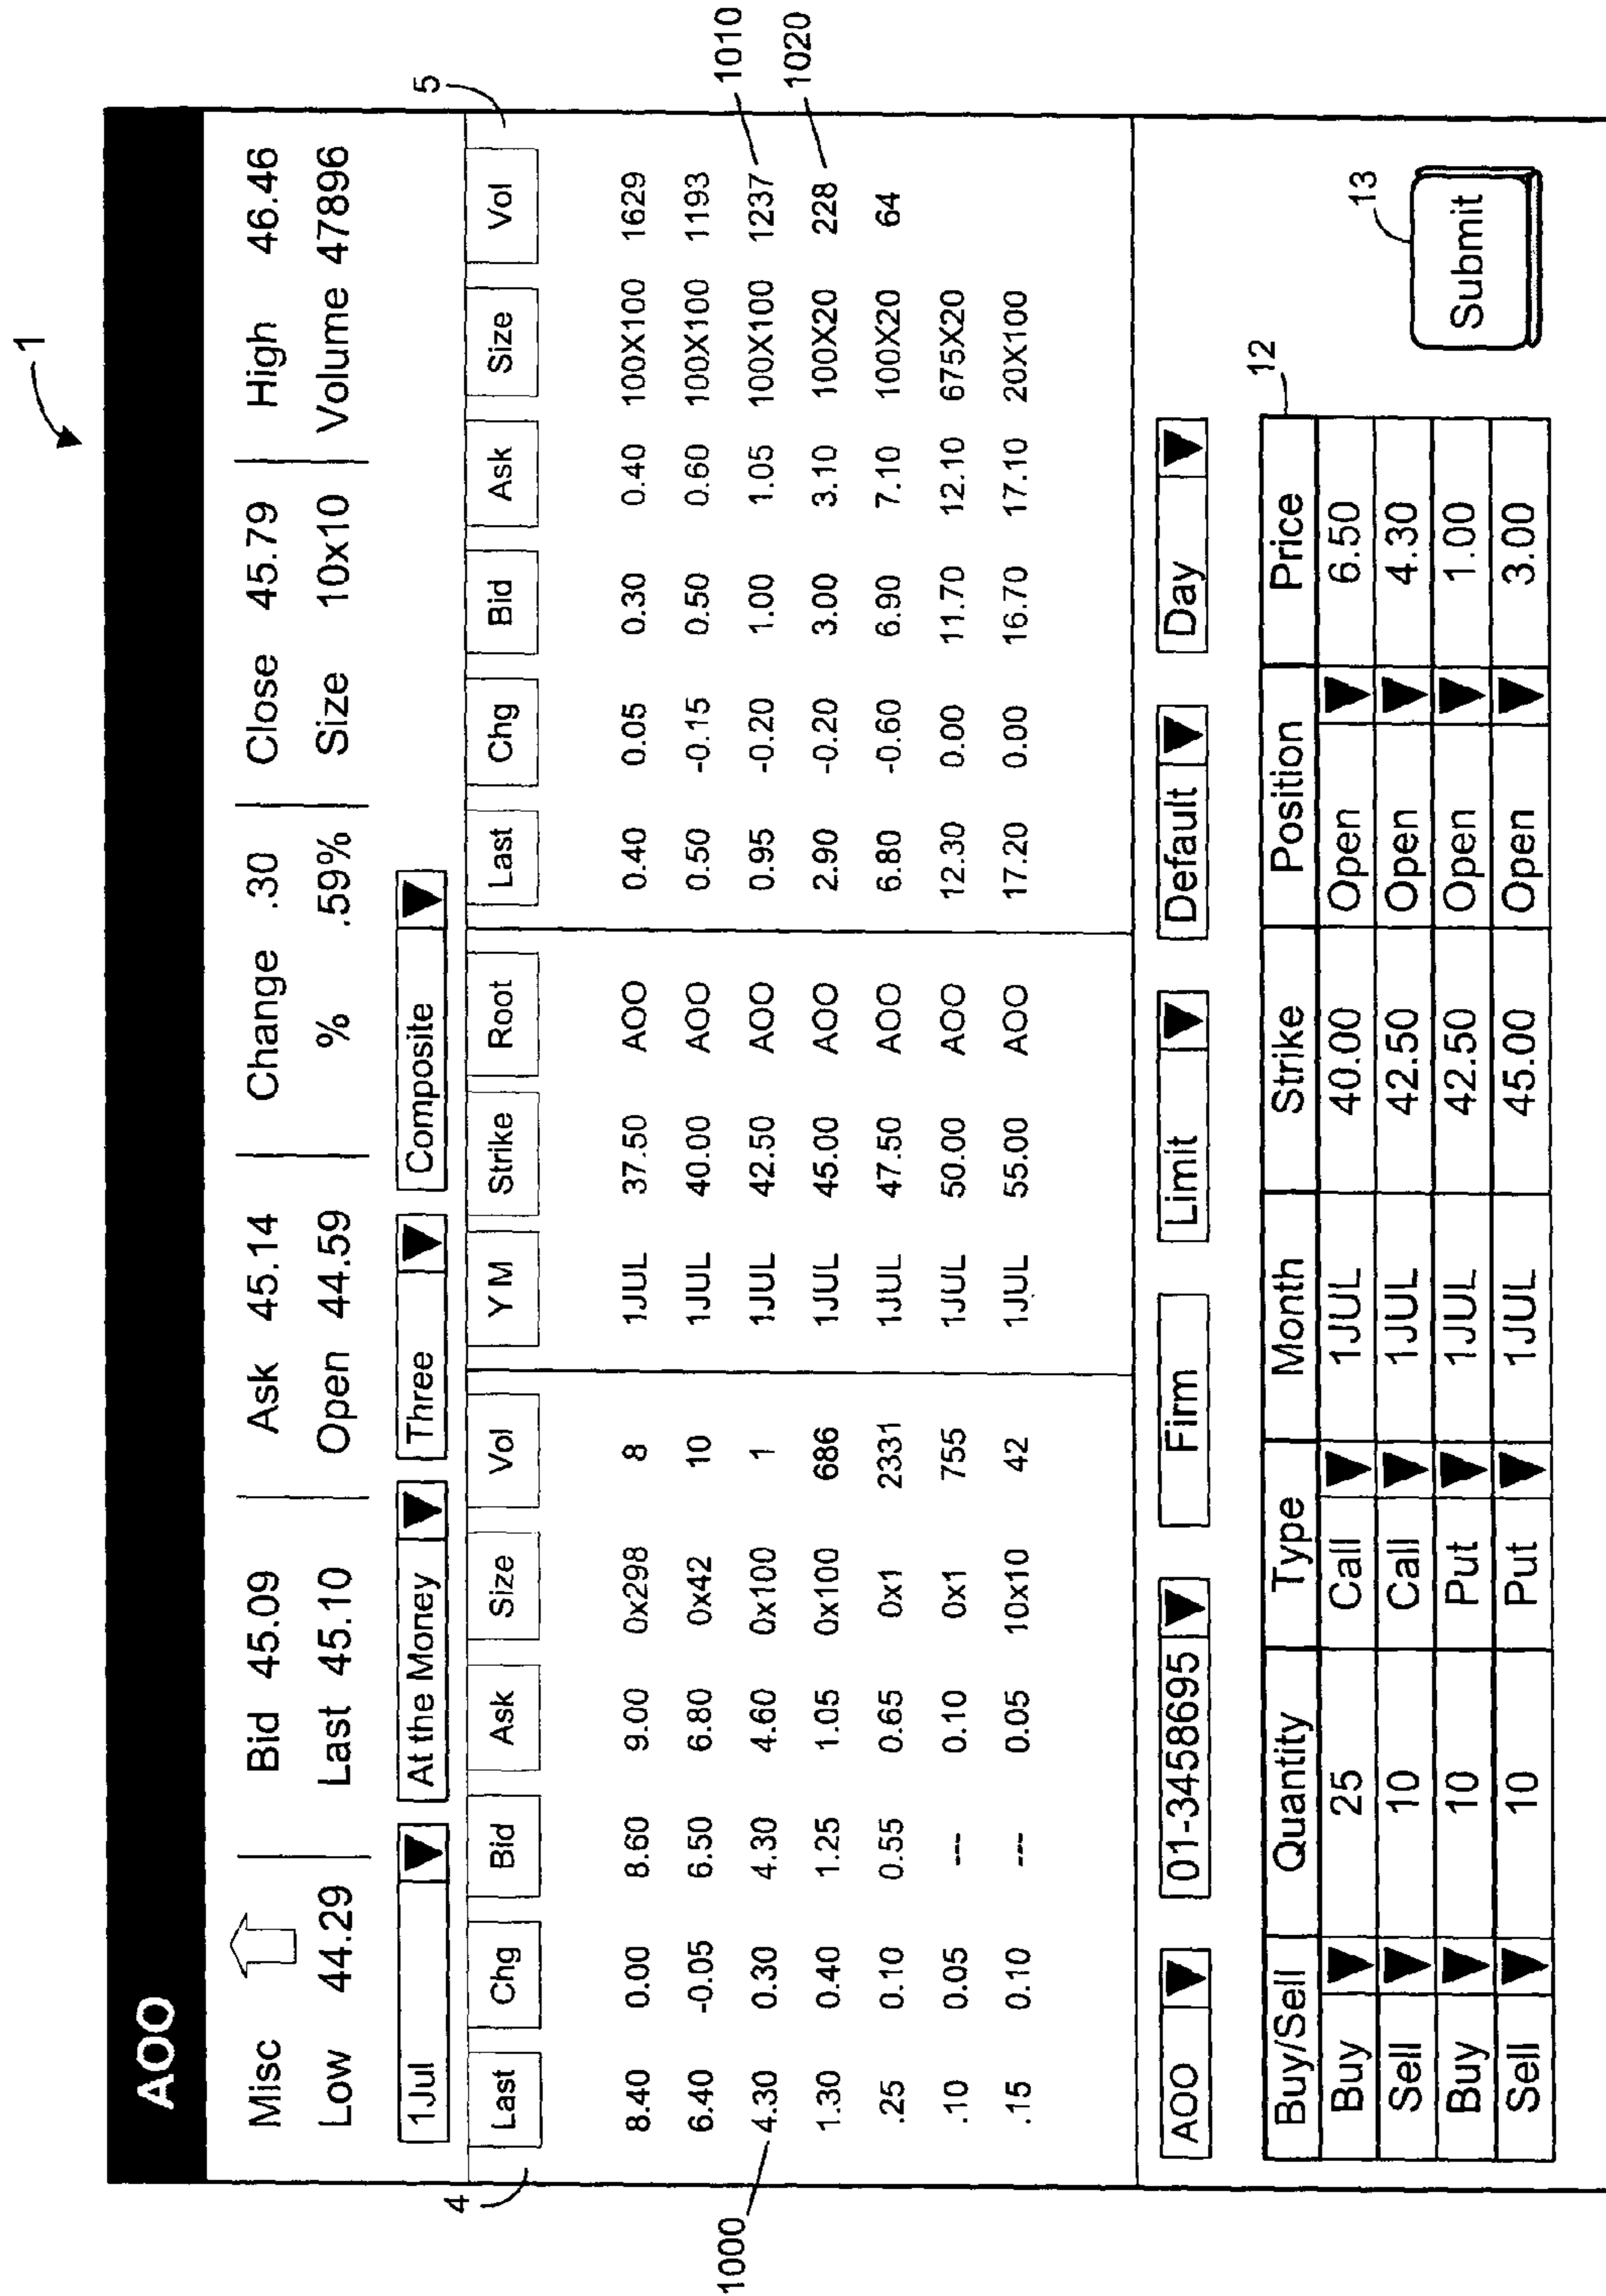 1
AOO
Misc Bid 45.09 Ask 45.14 Change .30 Close 45.79 High 46.46
Low 44.29 Last 45.10 Open 44.59 % .59% Size 10x10 Volume 47896
1Jul At the Money Three Composite
4 5
Last Chg Bid Ask Size Vol Y M Strike Root Last Chg Bid Ask Size Vol
8.40 0.00 8.60 9.00 0x298 8 1JUL 37.50 AOO 0.40 0.05 0.30 0.40 100X100 1629
6.40 -0.05 6.50 6.80 0x42 10 1JUL 40.00 AOO 0.50 -0.15 0.50 0.60 100X100 1193
1000 4.30 0.30 4.30 4.60 0x100 1 1JUL 42.50 AOO 0.95 -0.20 1.00 1.05 100X100 1237 1010
1.30 0.40 1.25 1.05 0x100 686 1JUL 45.00 AOO 2.90 -0.20 3.00 3.10 100X20 228 1020
.25 0.10 0.55 0.65 0x1 2331 1JUL 47.50 AOO 6.80 -0.60 6.90 7.10 100X20 64
.10 0.05 --- 0.10 0x1 755 1JUL 50.00 AOO 12.30 0.00 11.70 12.10 675X20
.15 0.10 --- 0.05 10x10 42 1JUL 55.00 AOO 17.20 0.00 16.70 17.10 20X100
AOO 01-3458695 Firm Limit Default Day
12 13
Buy/Sell Quantity Type Month Strike Position Price
Buy 25 Call 1JUL 40.00 Open 6.50
Sell 10 Call 1JUL 42.50 Open 4.30
Buy 10 Put 1JUL 42.50 Open 1.00
Sell 10 Put 1JUL 45.00 Open 3.00
Submit